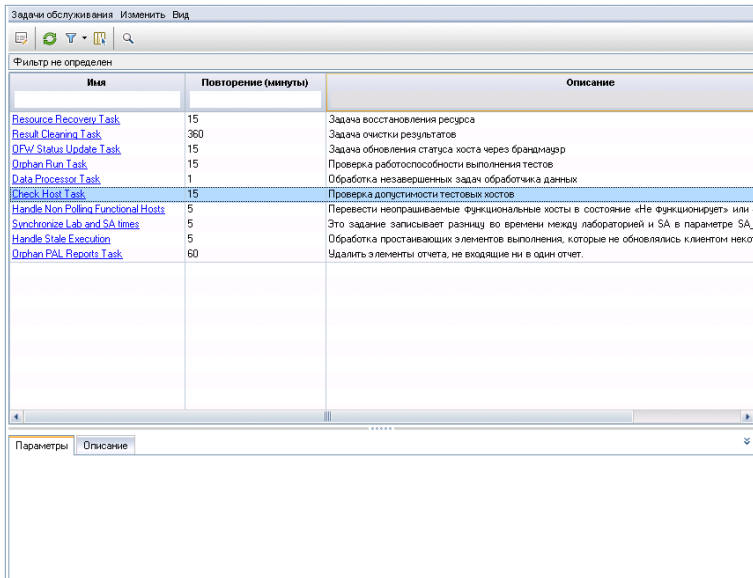 Задачи обслуживания Изменить Вид
Фильтр не определен
Имя Повторение (минуты) Описание
Resource Recovery Task 15 Задача восстановления ресурса
Result Cleaning Task 360 Задача очистки результатов
OFW Status Update Task 15 Задача обновления статуса хоста через брандмауэр
Orphan Run Task 15 Проверка работоспособности выполнения тестов
Data Processor Task 1 Обработка незавершенных задач обработчика данных
Check Host Task 15 Проверка допустимости тестовых хостов
Handle Non Polling Functional Hosts 5 Перевести неопрашиваемые функциональные хосты в состояние «Не функционирует» или
Synchronize Lab and SA times 5 Это задание записывает разницу во времени между лабораторией и SA в параметре SA_
Handle Stale Execution 5 Обработка простаивающих элементов выполнения, которые не обновлялись клиентом некот
Orphan PAL Reports Task 60 Удалить элементы отчета, не входящие ни в один отчет.
Параметры Описание